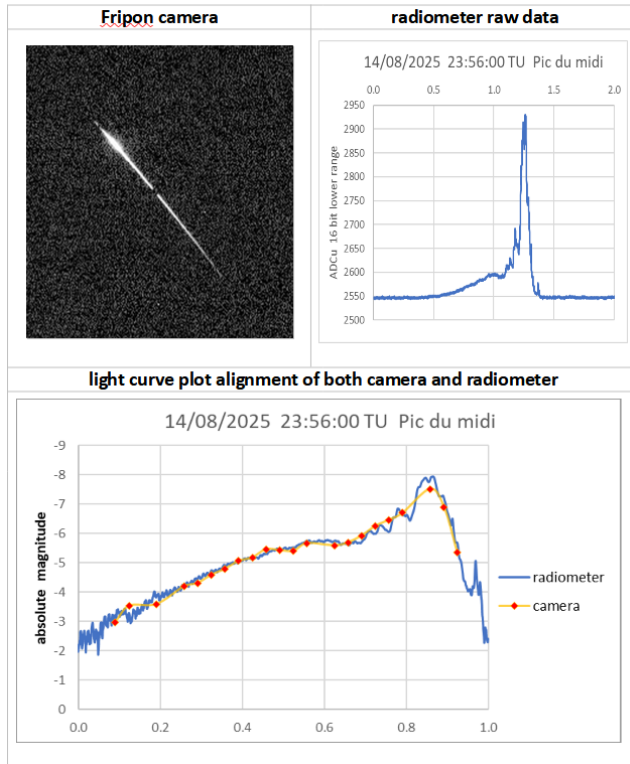 Fripon camera
radiometer raw data
14/08/2025 23:56:00 TU Pic du midi
0.0 0.5 1.0 1.5 2.0
2950
2900
2850
2800
2750
2700
2650
2600
2550
2500
ADCu 16 bit lower range
light curve plot alignment of both camera and radiometer
14/08/2025 23:56:00 TU Pic du midi
-9
-8
-7
-6
-5
-4
-3
-2
-1
0
absolute magnitude
radiometer
camera
0.0 0.2 0.4 0.6 0.8 1.0